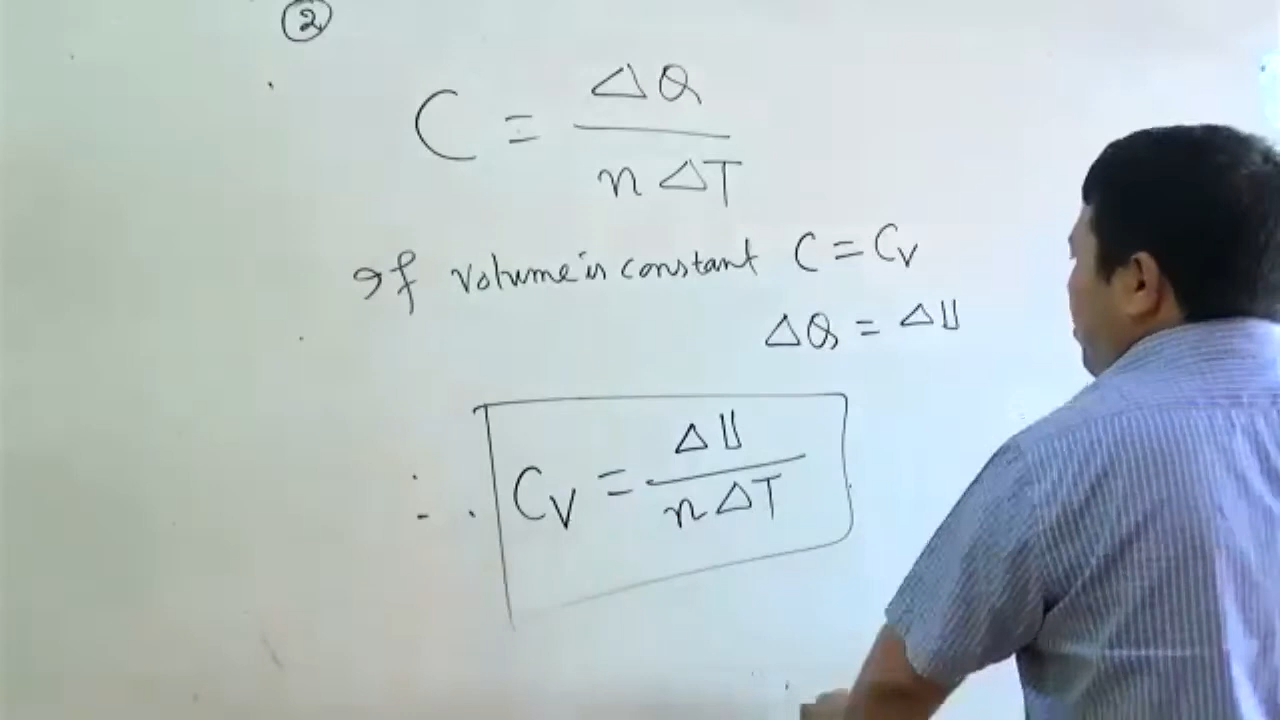 ②
C = ΔQ / nΔT
If Volume is constant C = Cv
ΔQ = ΔU
∴ Cv = ΔU / nΔT